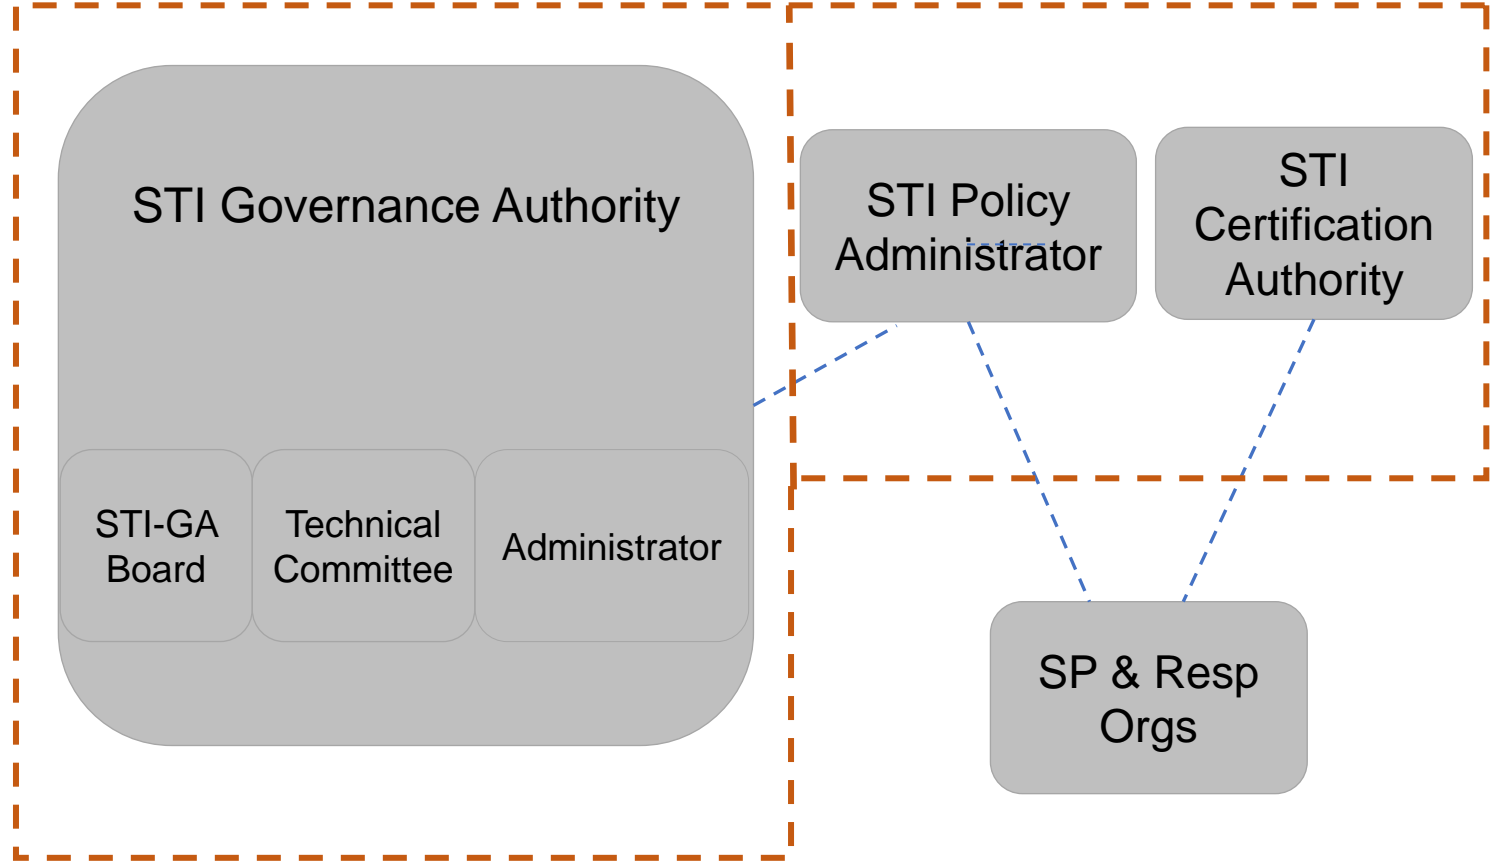 STI Governance Authority
STI-GA
Board
Technical
Committee
Administrator
STI Policy
Administrator
STI
Certification
Authority
SP & Resp
Orgs